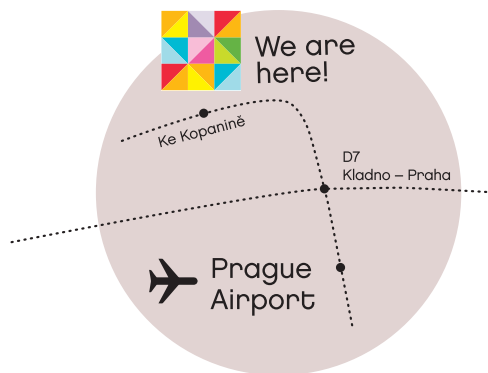 We are
here!
Ke Kopanině
D7
Kladno – Praha
Prague
Airport